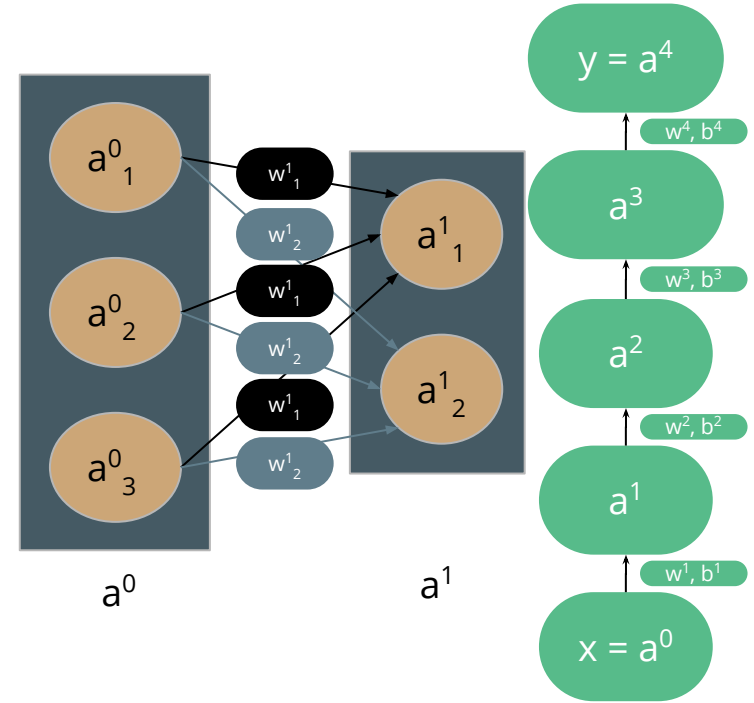 a⁰₁
a⁰₂
a⁰₃
a⁰
w¹₁
w¹₂
w¹₁
w¹₂
w¹₁
w¹₂
a¹₁
a¹₂
a¹
y = a⁴
w⁴, b⁴
a³
w³, b³
a²
w², b²
a¹
w¹, b¹
x = a⁰